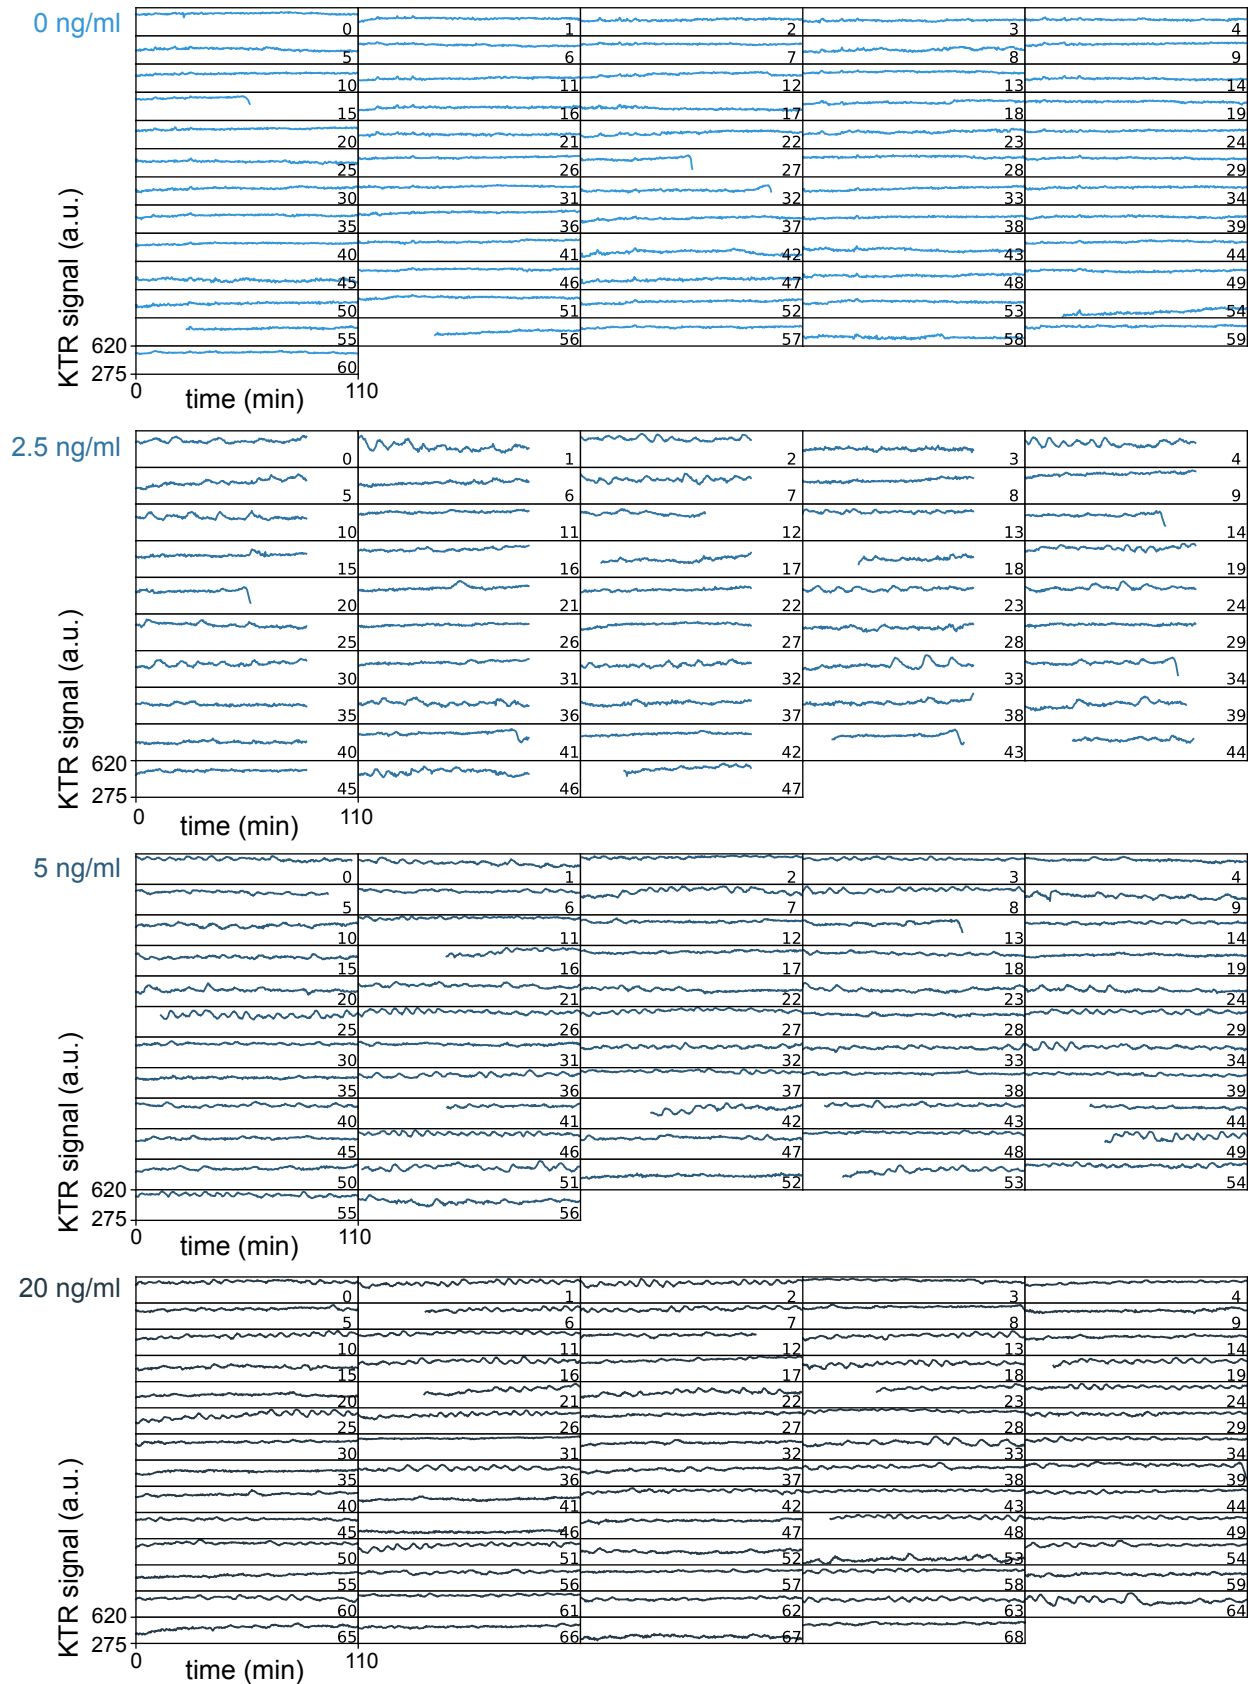 0 ng/ml
0 1 2 3 4
5 6 7 8 9
10 11 12 13 14
15 16 17 18 19
20 21 22 23 24
25 26 27 28 29
30 31 32 33 34
35 36 37 38 39
40 41 42 43 44
45 46 47 48 49
50 51 52 53 54
55 56 57 58 59
60
KTR signal (a.u.)
620
275
0 110
time (min)
2.5 ng/ml
0 1 2 3 4
5 6 7 8 9
10 11 12 13 14
15 16 17 18 19
20 21 22 23 24
25 26 27 28 29
30 31 32 33 34
35 36 37 38 39
40 41 42 43 44
45 46 47
KTR signal (a.u.)
620
275
0 110
time (min)
5 ng/ml
0 1 2 3 4
5 6 7 8 9
10 11 12 13 14
15 16 17 18 19
20 21 22 23 24
25 26 27 28 29
30 31 32 33 34
35 36 37 38 39
40 41 42 43 44
45 46 47 48 49
50 51 52 53 54
55 56
KTR signal (a.u.)
620
275
0 110
time (min)
20 ng/ml
0 1 2 3 4
5 6 7 8 9
10 11 12 13 14
15 16 17 18 19
20 21 22 23 24
25 26 27 28 29
30 31 32 33 34
35 36 37 38 39
40 41 42 43 44
45 46 47 48 49
50 51 52 53 54
55 56 57 58 59
60 61 62 63 64
65 66 67 68
KTR signal (a.u.)
620
275
0 110
time (min)